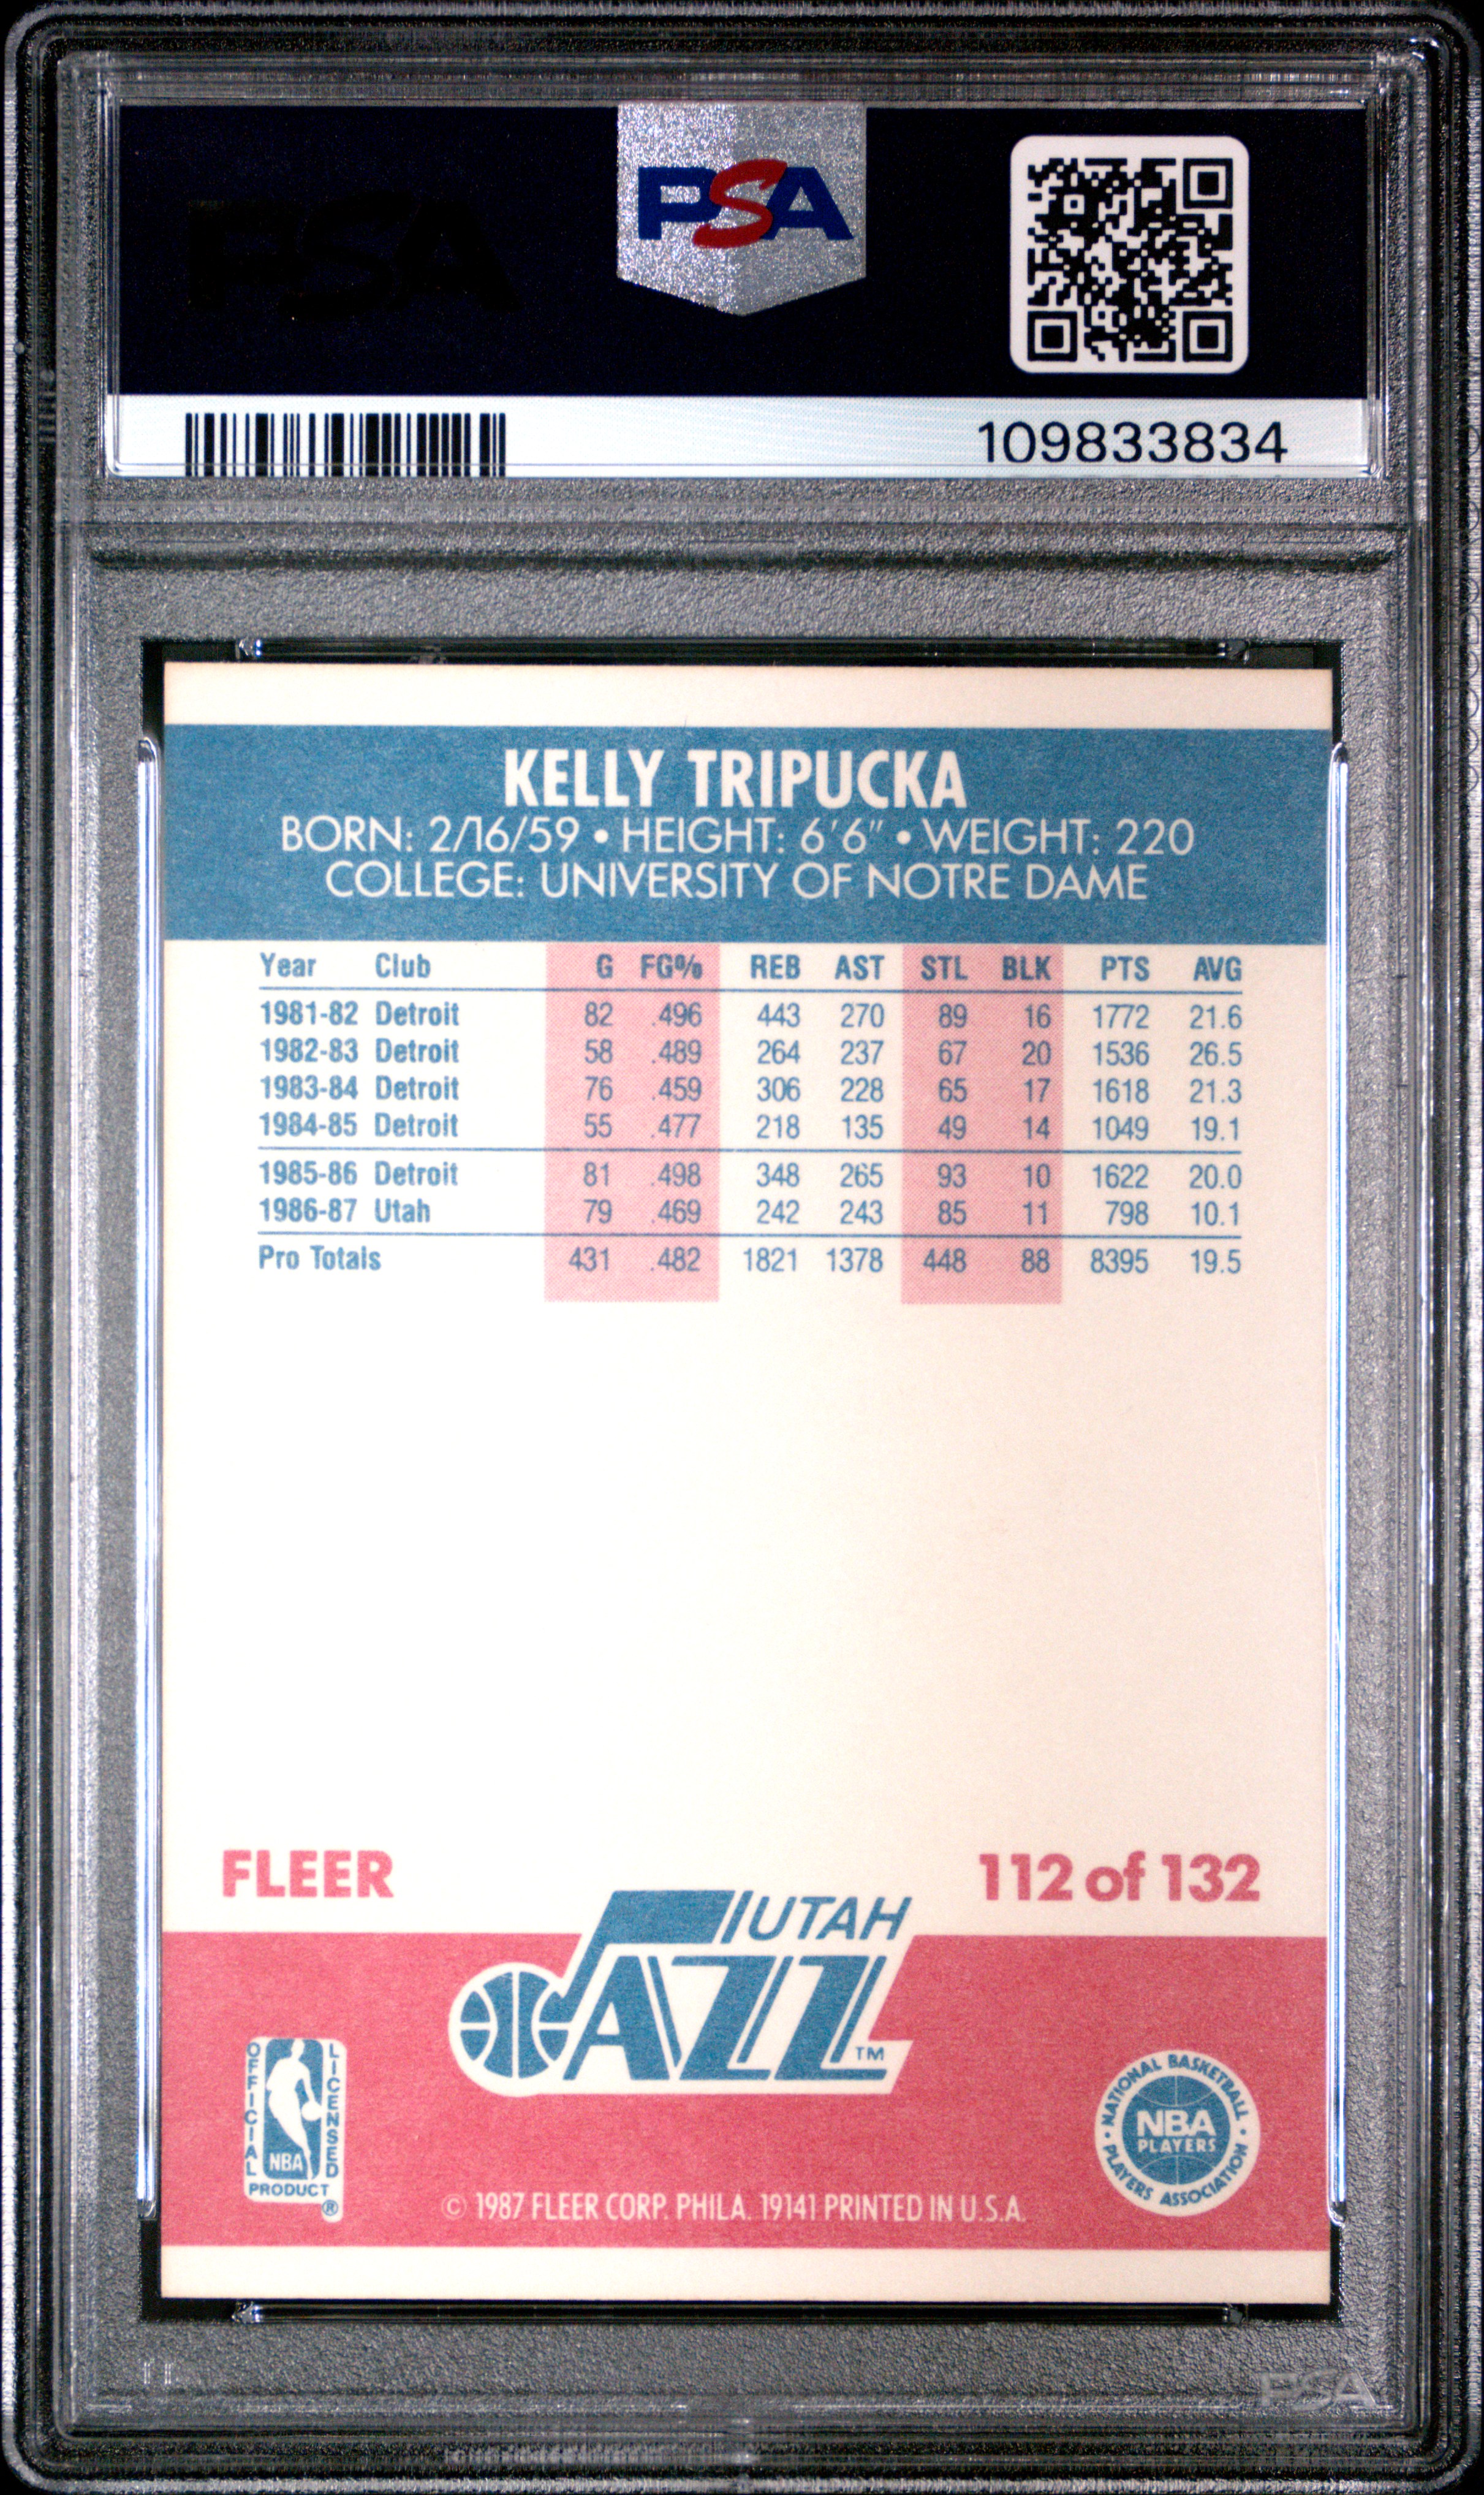 PSA
PSA
109833834
KELLY TRIPUCKA
BORN: 2/16/59 • HEIGHT: 6'6" • WEIGHT: 220
COLLEGE: UNIVERSITY OF NOTRE DAME
Year Club G FG% REB AST STL BLK PTS AVG
1981-82 Detroit 82 .496 443 270 89 16 1772 21.6
1982-83 Detroit 58 .489 264 237 67 20 1536 26.5
1983-84 Detroit 76 .459 306 228 65 17 1618 21.3
1984-85 Detroit 55 .477 218 135 49 14 1049 19.1
1985-86 Detroit 81 .498 348 265 93 10 1622 20.0
1986-87 Utah 79 .469 242 243 85 11 798 10.1
Pro Totals 431 .482 1821 1378 448 88 8395 19.5
FLEER
112 of 132
UTAH
JAZZ™
OFFICIAL LICENSED
NBA
PRODUCT
®
NATIONAL BASKETBALL
NBA
PLAYERS
• PLAYERS ASSOCIATION •
© 1987 FLEER CORP. PHILA. 19141 PRINTED IN U.S.A.
PSA